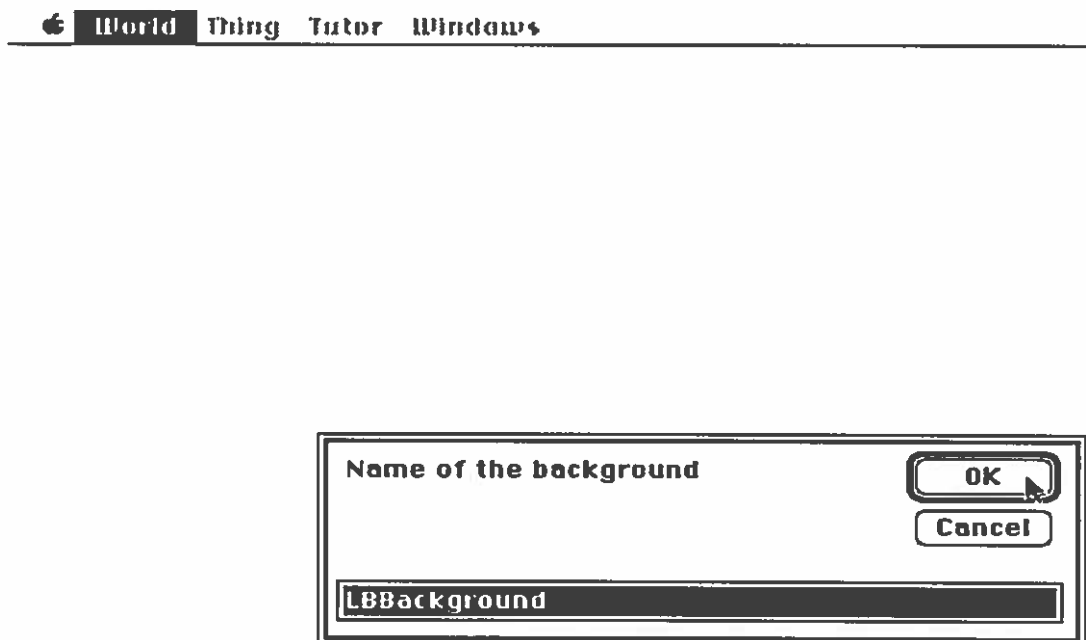 World Thing Tutor Windows
Name of the background
OK
Cancel
LBBackground